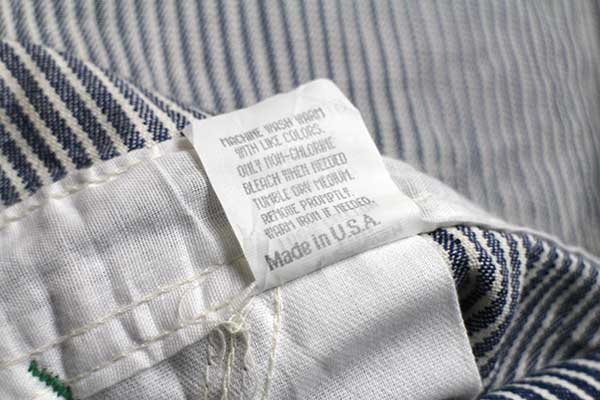 MACHINE WASH WARM
WITH LIKE COLORS.
ONLY NON-CHLORINE
BLEACH WHEN NEEDED
TUMBLE DRY MEDIUM.
REMOVE PROMPTLY.
WARM IRON IF NEEDED.
Made in U.S.A.